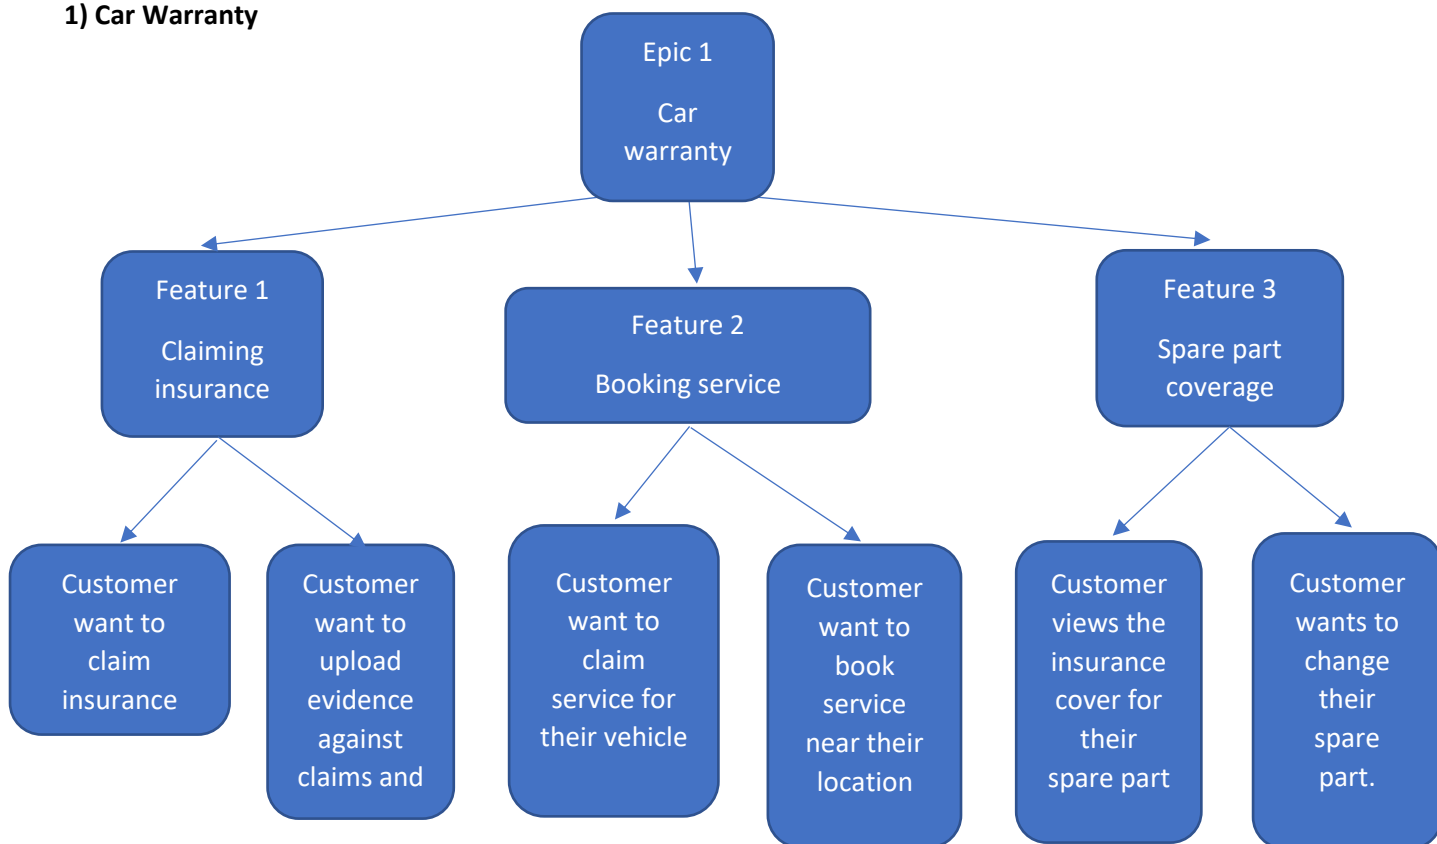 1) Car Warranty
Epic 1
Car
warranty
Feature 1
Claiming
insurance
Feature 2
Booking service
Feature 3
Spare part
coverage
Customer
want to
claim
insurance
Customer
want to
upload
evidence
against
claims and
Customer
want to
claim
service for
their vehicle
Customer
want to
book
service
near their
location
Customer
views the
insurance
cover for
their
spare part
Customer
wants to
change
their
spare
part.